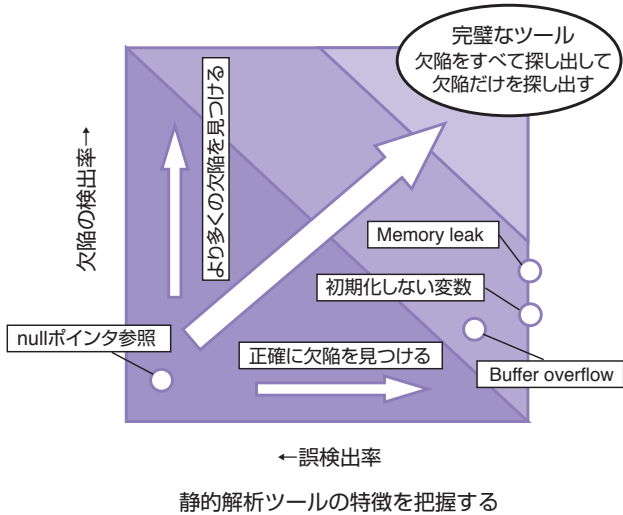 完璧なツール
欠陥をすべて探し出して
欠陥だけを探し出す
欠陥の検出率→
より多くの欠陥を見つける
Memory leak
初期化しない変数
nullポインタ参照
正確に欠陥を見つける
Buffer overflow
←誤検出率
静的解析ツールの特徴を把握する